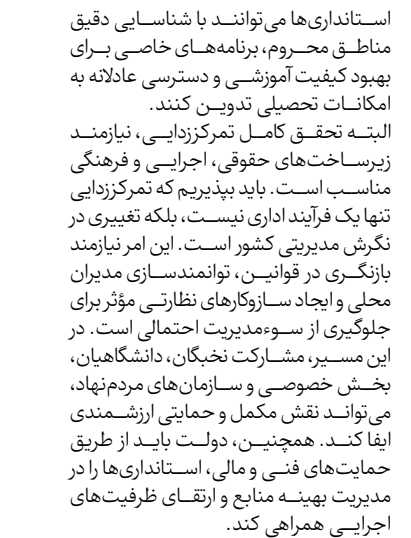 استانداری‌ها می‌توانند با شناسایی دقیق
مناطق محروم، برنامه‌های خاصی برای
بهبود کیفیت آموزشی و دسترسی عادلانه به
امکانات تحصیلی تدوین کنند.
البته تحقق کامل تمرکززدایی، نیازمند
زیرساخت‌های حقوقی، اجرایی و فرهنگی
مناسب است. باید بپذیریم که تمرکززدایی
تنها یک فرآیند اداری نیست، بلکه تغییری در
نگرش مدیریتی کشور است. این امر نیازمند
بازنگری در قوانین، توانمندسازی مدیران
محلی و ایجاد سازوکارهای نظارتی مؤثر برای
جلوگیری از سوءمدیریت احتمالی است. در
این مسیر، مشارکت نخبگان، دانشگاهیان،
بخش خصوصی و سازمان‌های مردم‌نهاد،
می‌تواند نقش مکمل و حمایتی ارزشمندی
ایفا کند. همچنین، دولت باید از طریق
حمایت‌های فنی و مالی، استانداری‌ها را در
مدیریت بهینه منابع و ارتقای ظرفیت‌های
اجرایی همراهی کند.